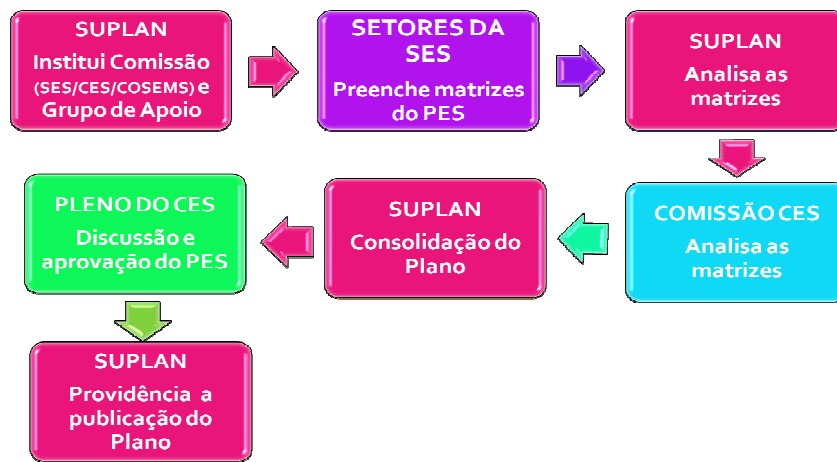 SUPLAN
Institui Comissão
(SES/CES/COSEMS) e
Grupo de Apoio
SETORES DA
SES
Preenche matrizes
do PES
SUPLAN
Analisa as
matrizes
COMISSÃO CES
Analisa as
matrizes
SUPLAN
Consolidação do
Plano
PLENO DO CES
Discussão e
aprovação do PES
SUPLAN
Providência a
publicação do
Plano